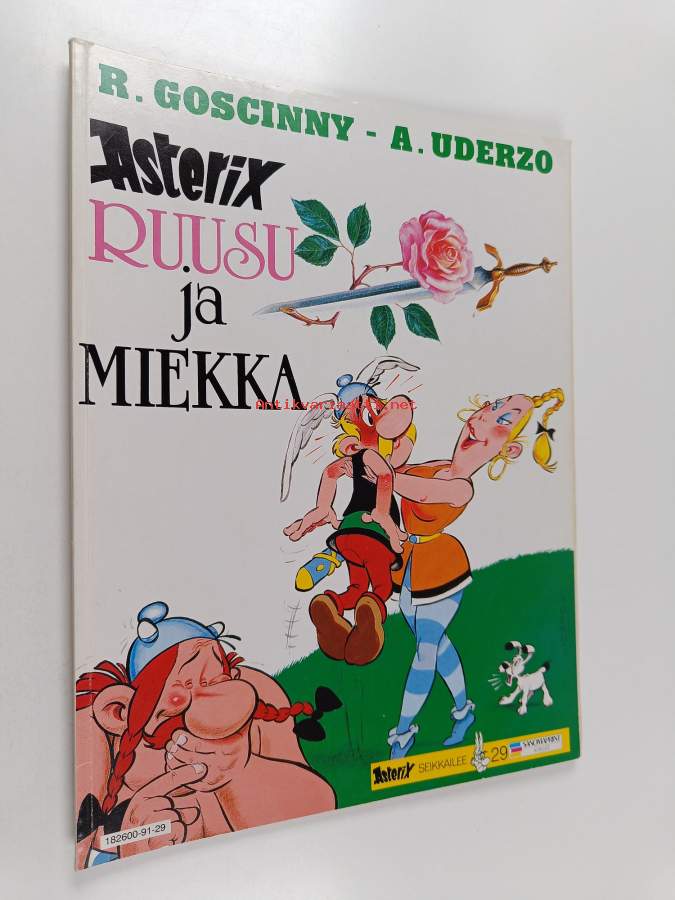 R. GOSCINNY - A. UDERZO
Asterix
RUUSU
ja
MIEKKA
antikvariaatti.net
Asterix SEIKKAILEE 29
182600-91-29